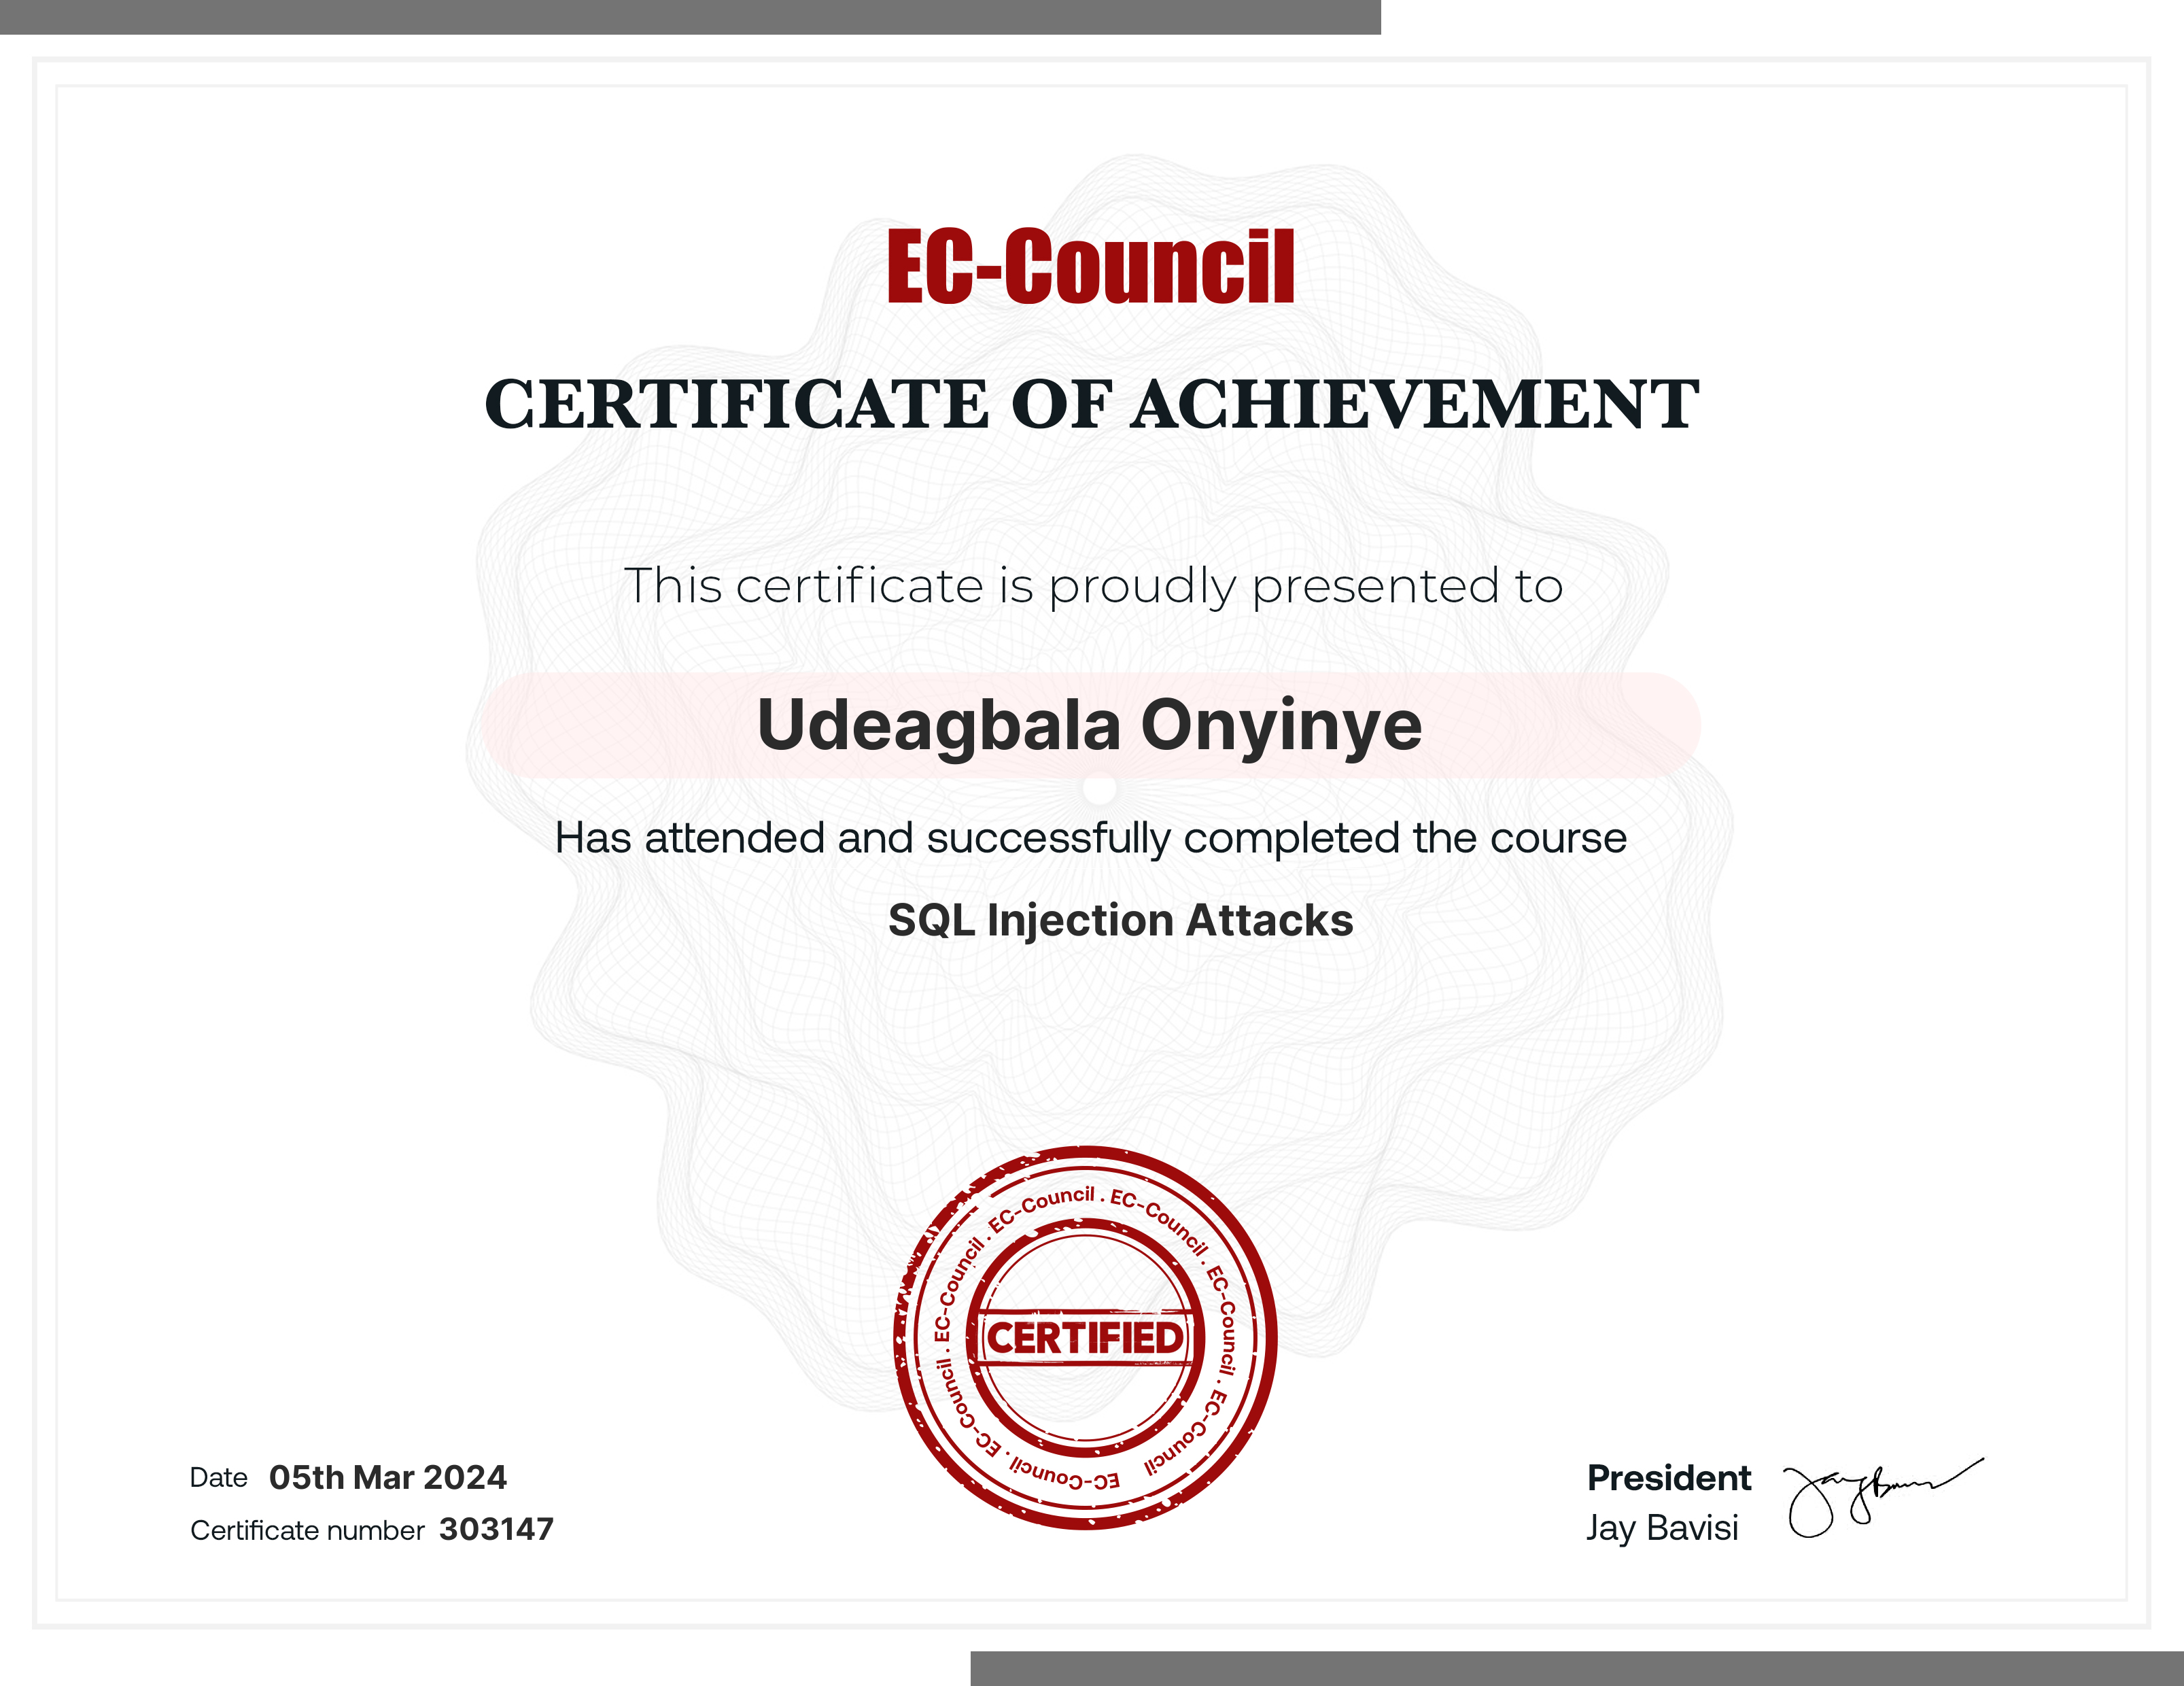 EC-Council
CERTIFICATE OF ACHIEVEMENT
This certificate is proudly presented to
Udeagbala Onyinye
Has attended and successfully completed the course
SQL Injection Attacks
EC-Council . EC-Council . EC-Council . EC-Council . EC-Council . EC-Council . EC-Council
CERTIFIED
Date 05th Mar 2024
Certificate number 303147
President
Jay Bavisi